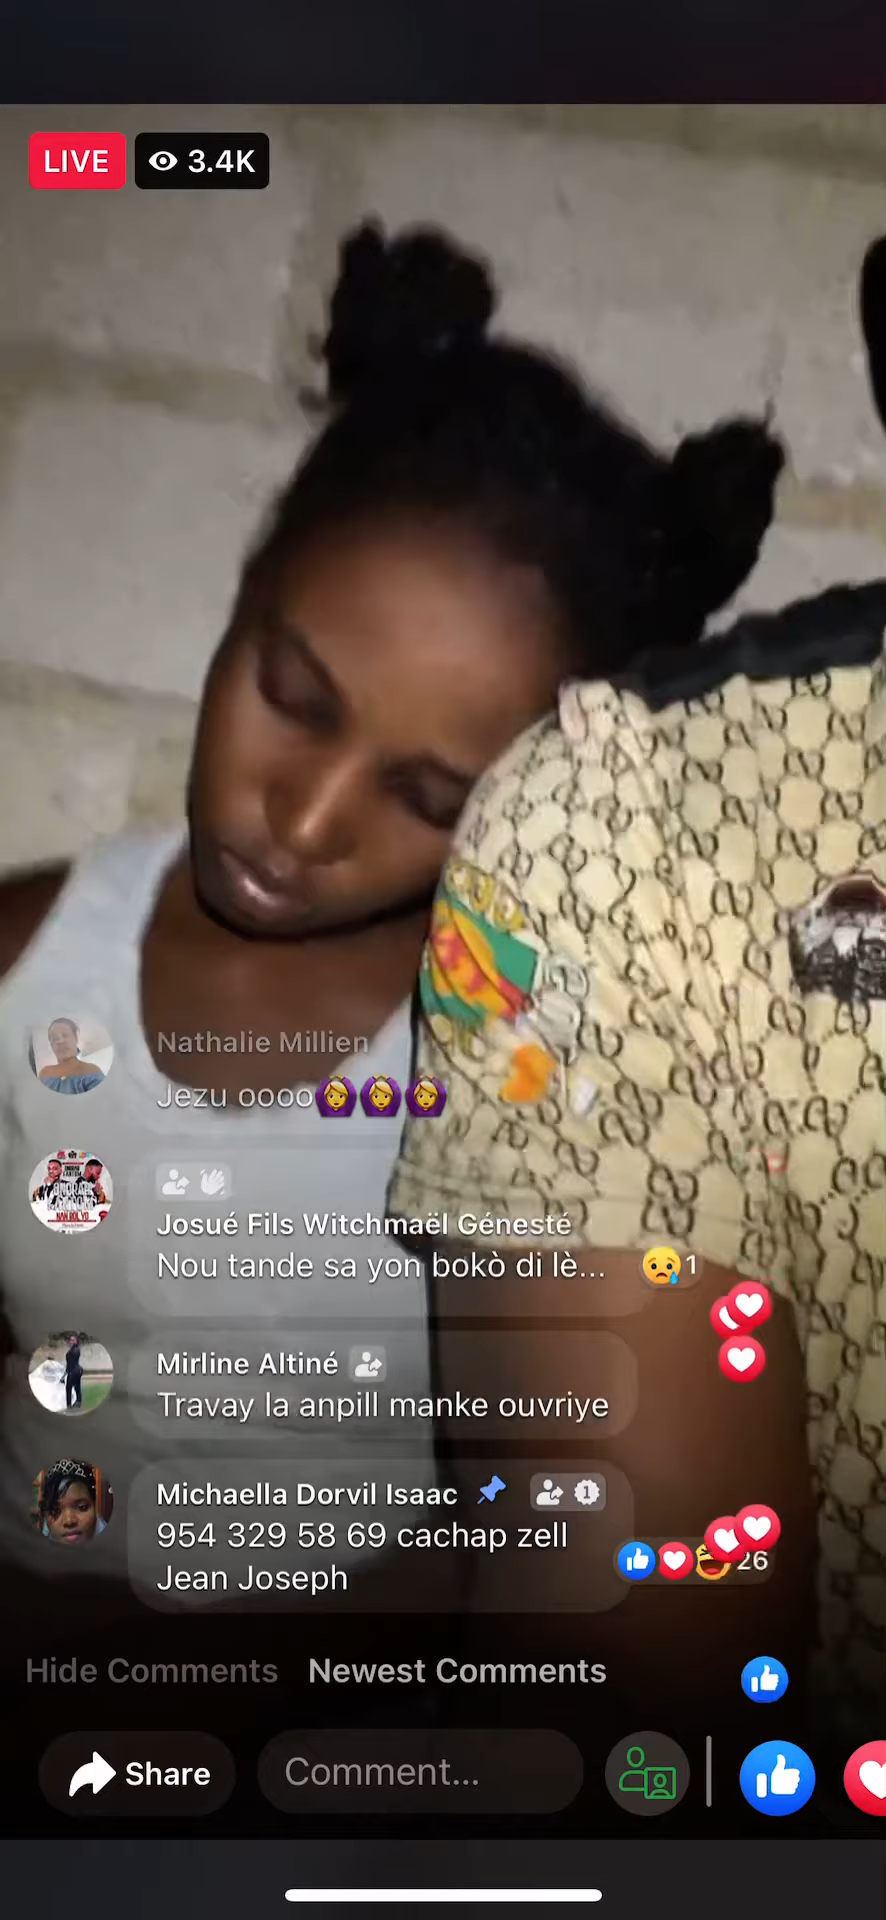 LIVE
3.4K
Nathalie Millien
Jezu oooo🙆‍♀️🙆‍♀️🙆‍♀️
Josué Fils Witchmaël Génesté
Nou tande sa yon bokò di lè...
1
Mirline Altiné
Travay la anpill manke ouvriye
Michaella Dorvil Isaac
1
954 329 58 69 cachap zell
Jean Joseph
26
Hide Comments Newest Comments
Share
Comment...